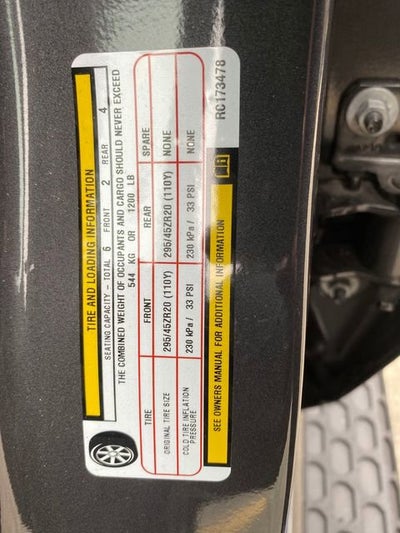 TIRE AND LOADING INFORMATION
SEATING CAPACITY - TOTAL 6 FRONT 2 REAR 4
THE COMBINED WEIGHT OF OCCUPANTS AND CARGO SHOULD NEVER EXCEED
544 KG OR 1200 LB
TIRE FRONT REAR SPARE
ORIGINAL TIRE SIZE 295/45ZR20 (110Y) 295/45ZR20 (110Y) NONE
COLD TIRE INFLATION PRESSURE 230 kPa / 33 PSI 230 kPa / 33 PSI NONE
SEE OWNERS MANUAL FOR ADDITIONAL INFORMATION
RC173478